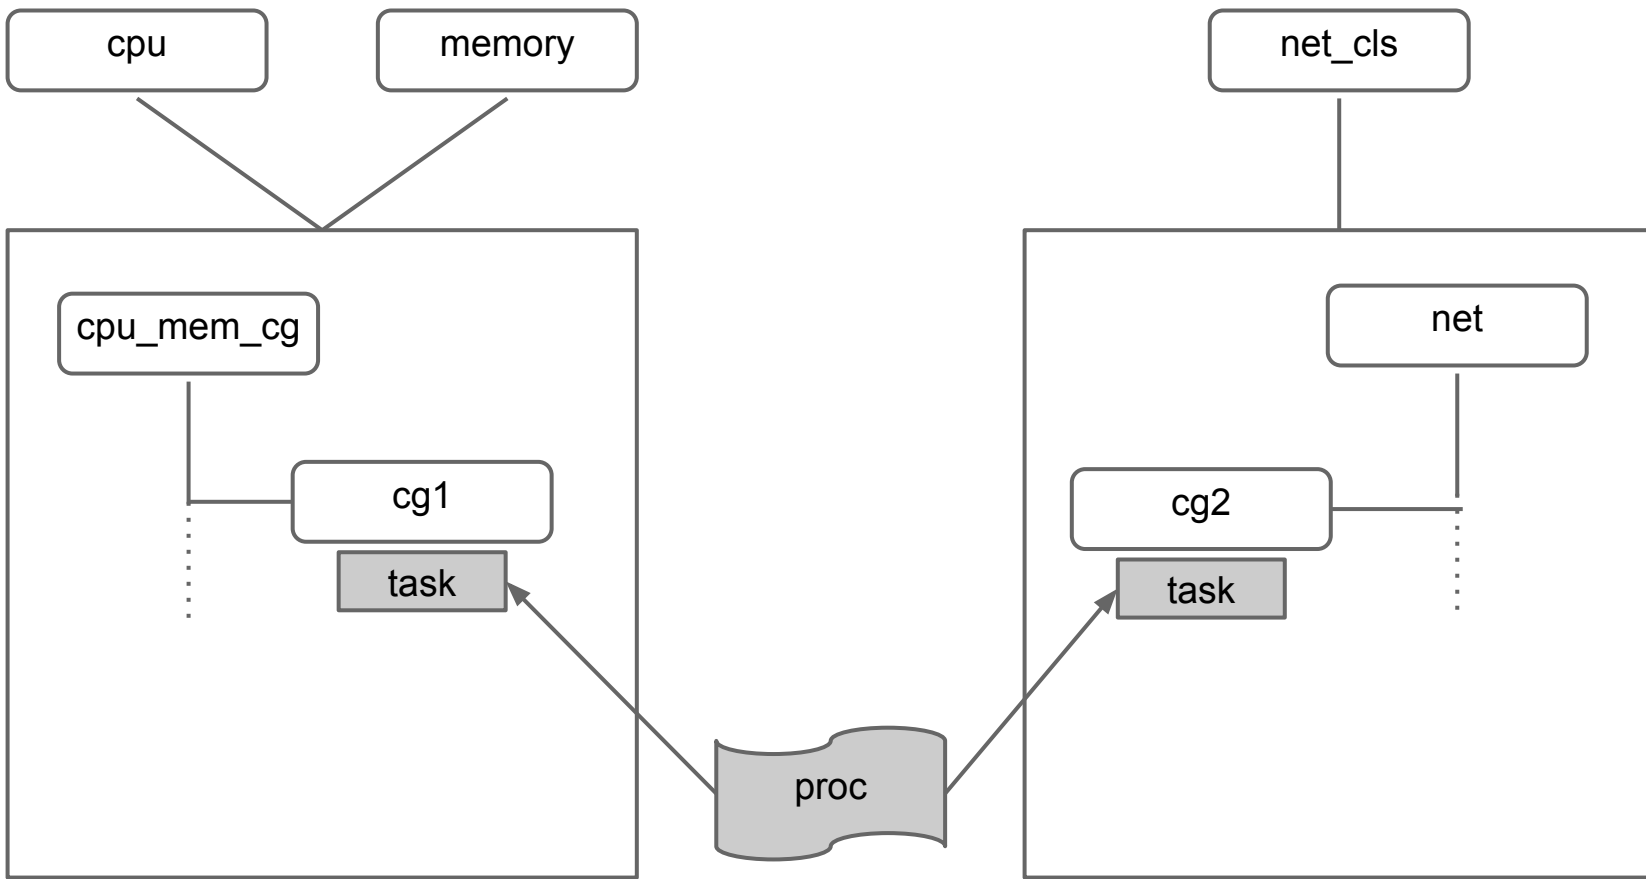 cpu
memory
net_cls
cpu_mem_cg
net
cg1
cg2
task
task
proc